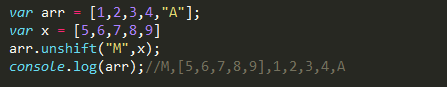 var arr = [1,2,3,4,"A"];
var x = [5,6,7,8,9]
arr.unshift("M",x);
console.log(arr);//M,[5,6,7,8,9],1,2,3,4,A